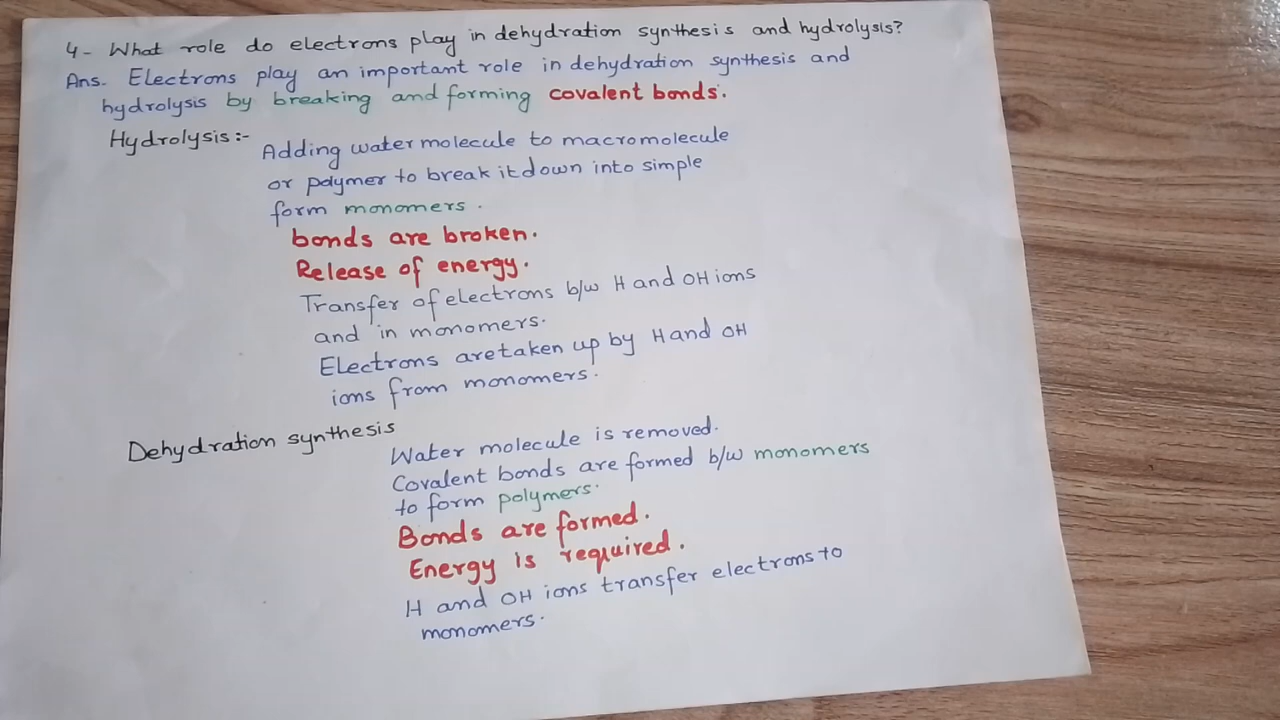 4- What role do electrons play in dehydration synthesis and hydrolysis?
Ans. Electrons play an important role in dehydration synthesis and
hydrolysis by breaking and forming covalent bonds.
Hydrolysis:-
Adding water molecule to macromolecule
or polymer to break it down into simple
form monomers.
bonds are broken.
Release of energy.
Transfer of electrons b/w H and OH ions
and in monomers.
Electrons are taken up by H and OH
ions from monomers.
Dehydration synthesis
Water molecule is removed.
Covalent bonds are formed b/w monomers
to form polymers.
Bonds are formed.
Energy is required.
H and OH ions transfer electrons to
monomers.